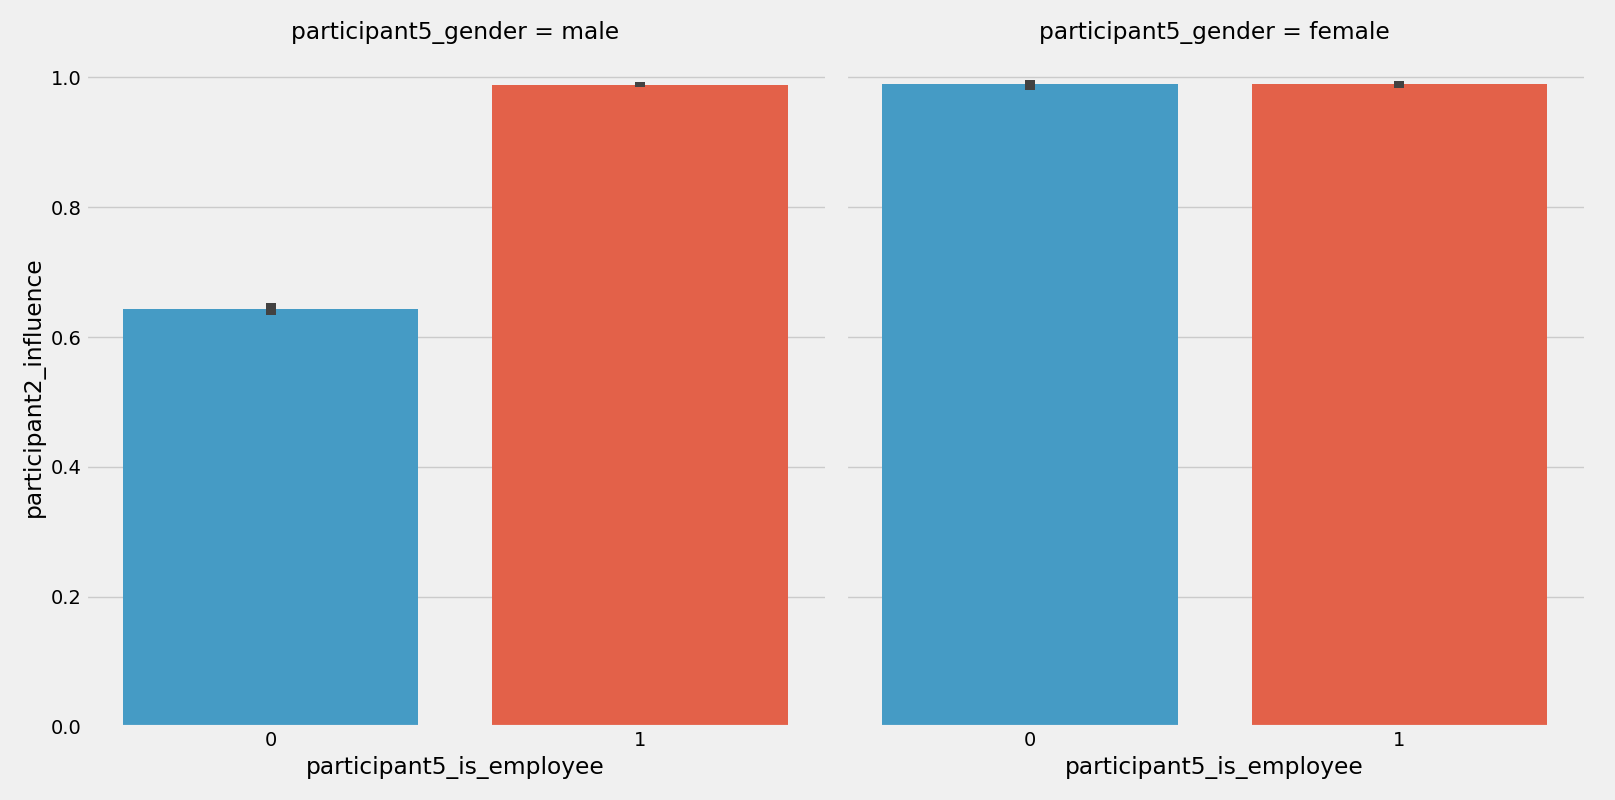 participant5_gender = male
participant5_gender = female
participant2_influence
1.0
0.8
0.6
0.4
0.2
0.0
0 1
0 1
participant5_is_employee
participant5_is_employee